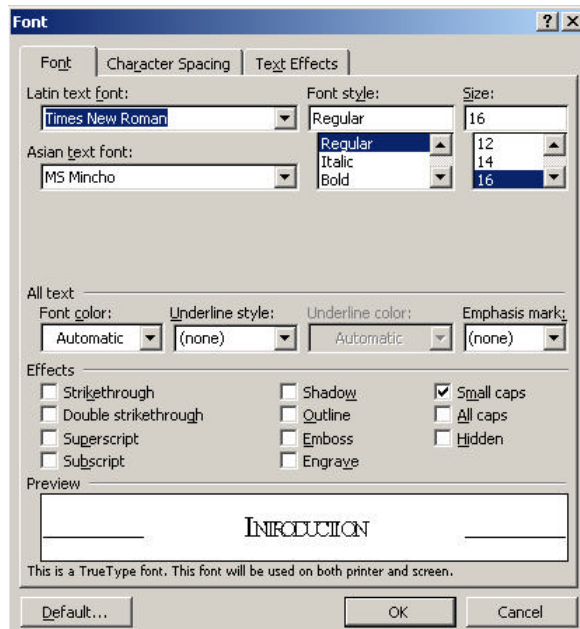 Font
Font Character Spacing Text Effects
Latin text font: Font style: Size:
Times New Roman Regular 16
Regular 12
Asian text font: Italic 14
MS Mincho Bold 16
All text
Font color: Underline style: Underline color: Emphasis mark:
Automatic (none) Automatic (none)
Effects
Strikethrough Shadow Small caps
Double strikethrough Outline All caps
Superscript Emboss Hidden
Subscript Engrave
Preview
INTRODUCTION
This is a TrueType font. This font will be used on both printer and screen.
Default... OK Cancel